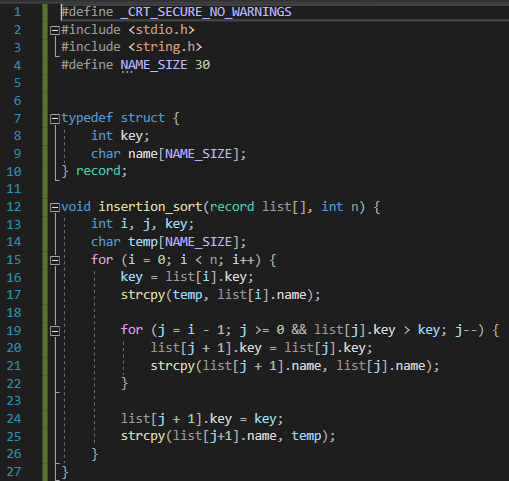 1 #define _CRT_SECURE_NO_WARNINGS
2 #include <stdio.h>
3 #include <string.h>
4 #define NAME_SIZE 30
5
6
7 typedef struct {
8     int key;
9     char name[NAME_SIZE];
10 } record;
11
12 void insertion_sort(record list[], int n) {
13     int i, j, key;
14     char temp[NAME_SIZE];
15     for (i = 0; i < n; i++) {
16         key = list[i].key;
17         strcpy(temp, list[i].name);
18
19         for (j = i - 1; j >= 0 && list[j].key > key; j--) {
20             list[j + 1].key = list[j].key;
21             strcpy(list[j + 1].name, list[j].name);
22         }
23
24         list[j + 1].key = key;
25         strcpy(list[j+1].name, temp);
26     }
27 }